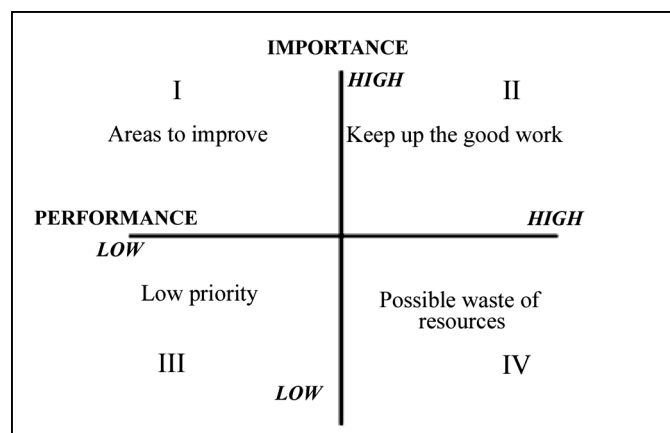 IMPORTANCE
HIGH
I
II
Areas to improve
Keep up the good work
PERFORMANCE
HIGH
LOW
Low priority
Possible waste of
resources
III
IV
LOW